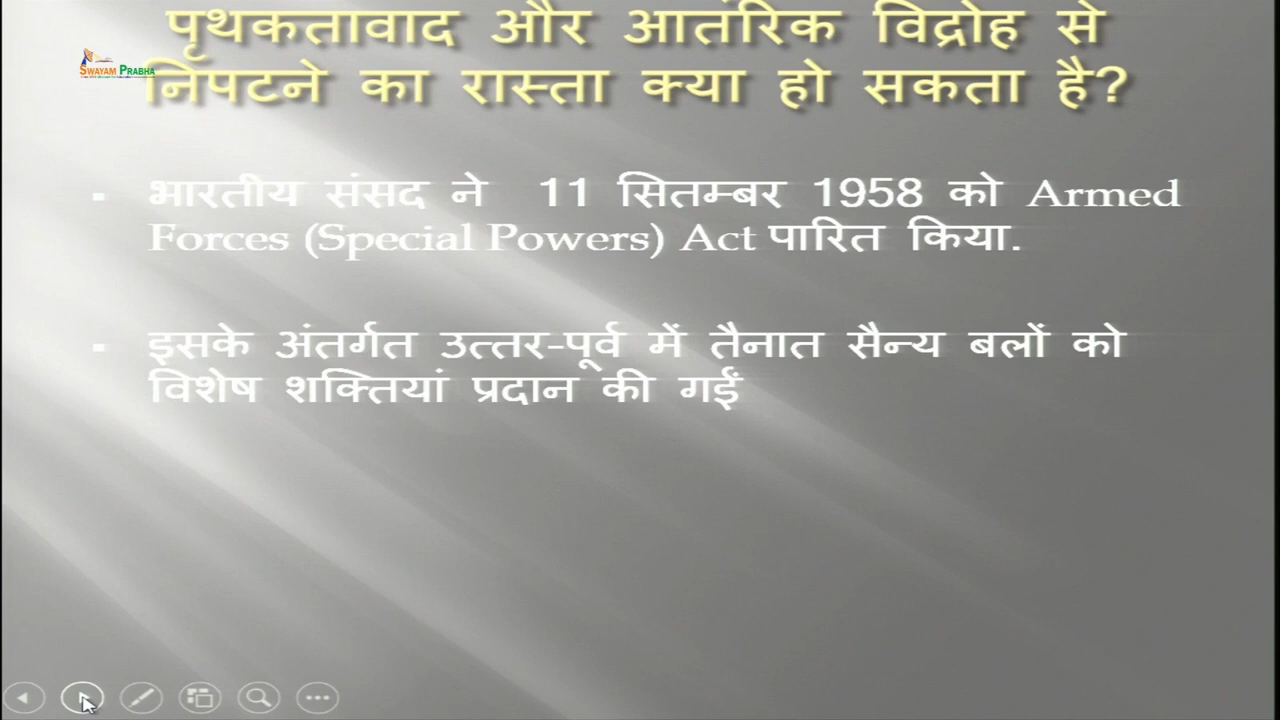 पृथकतावाद और आतंरिक विद्रोह से
SWAYAM PRABHA
निपटने का रास्ता क्या हो सकता है?
भारतीय संसद ने 11 सितम्बर 1958 को Armed
Forces (Special Powers) Act पारित किया.
इसके अंतर्गत उत्तर-पूर्व में तैनात सैन्य बलों को
विशेष शक्तियां प्रदान की गईं